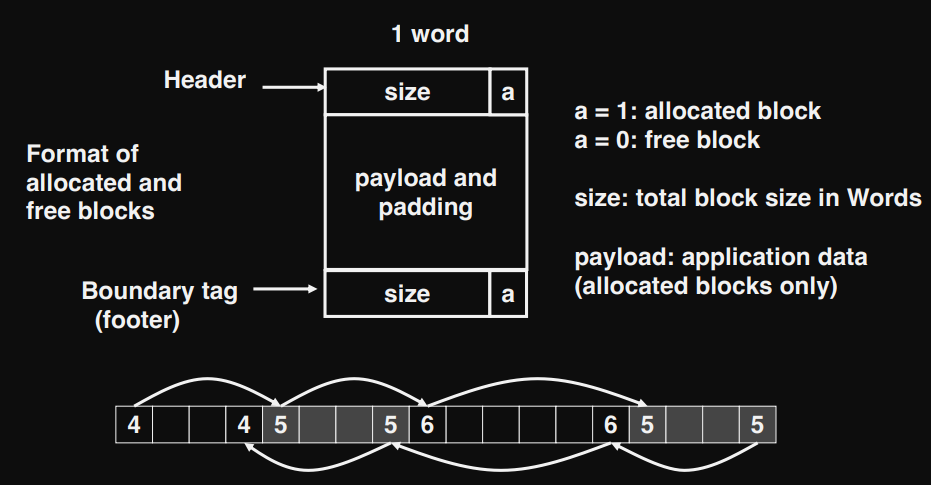 1 word
Header
size a
a = 1: allocated block
a = 0: free block
Format of
allocated and
free blocks
payload and
padding
size: total block size in Words
payload: application data
(allocated blocks only)
Boundary tag
(footer)
size a
4 4 5 5 6 6 5 5